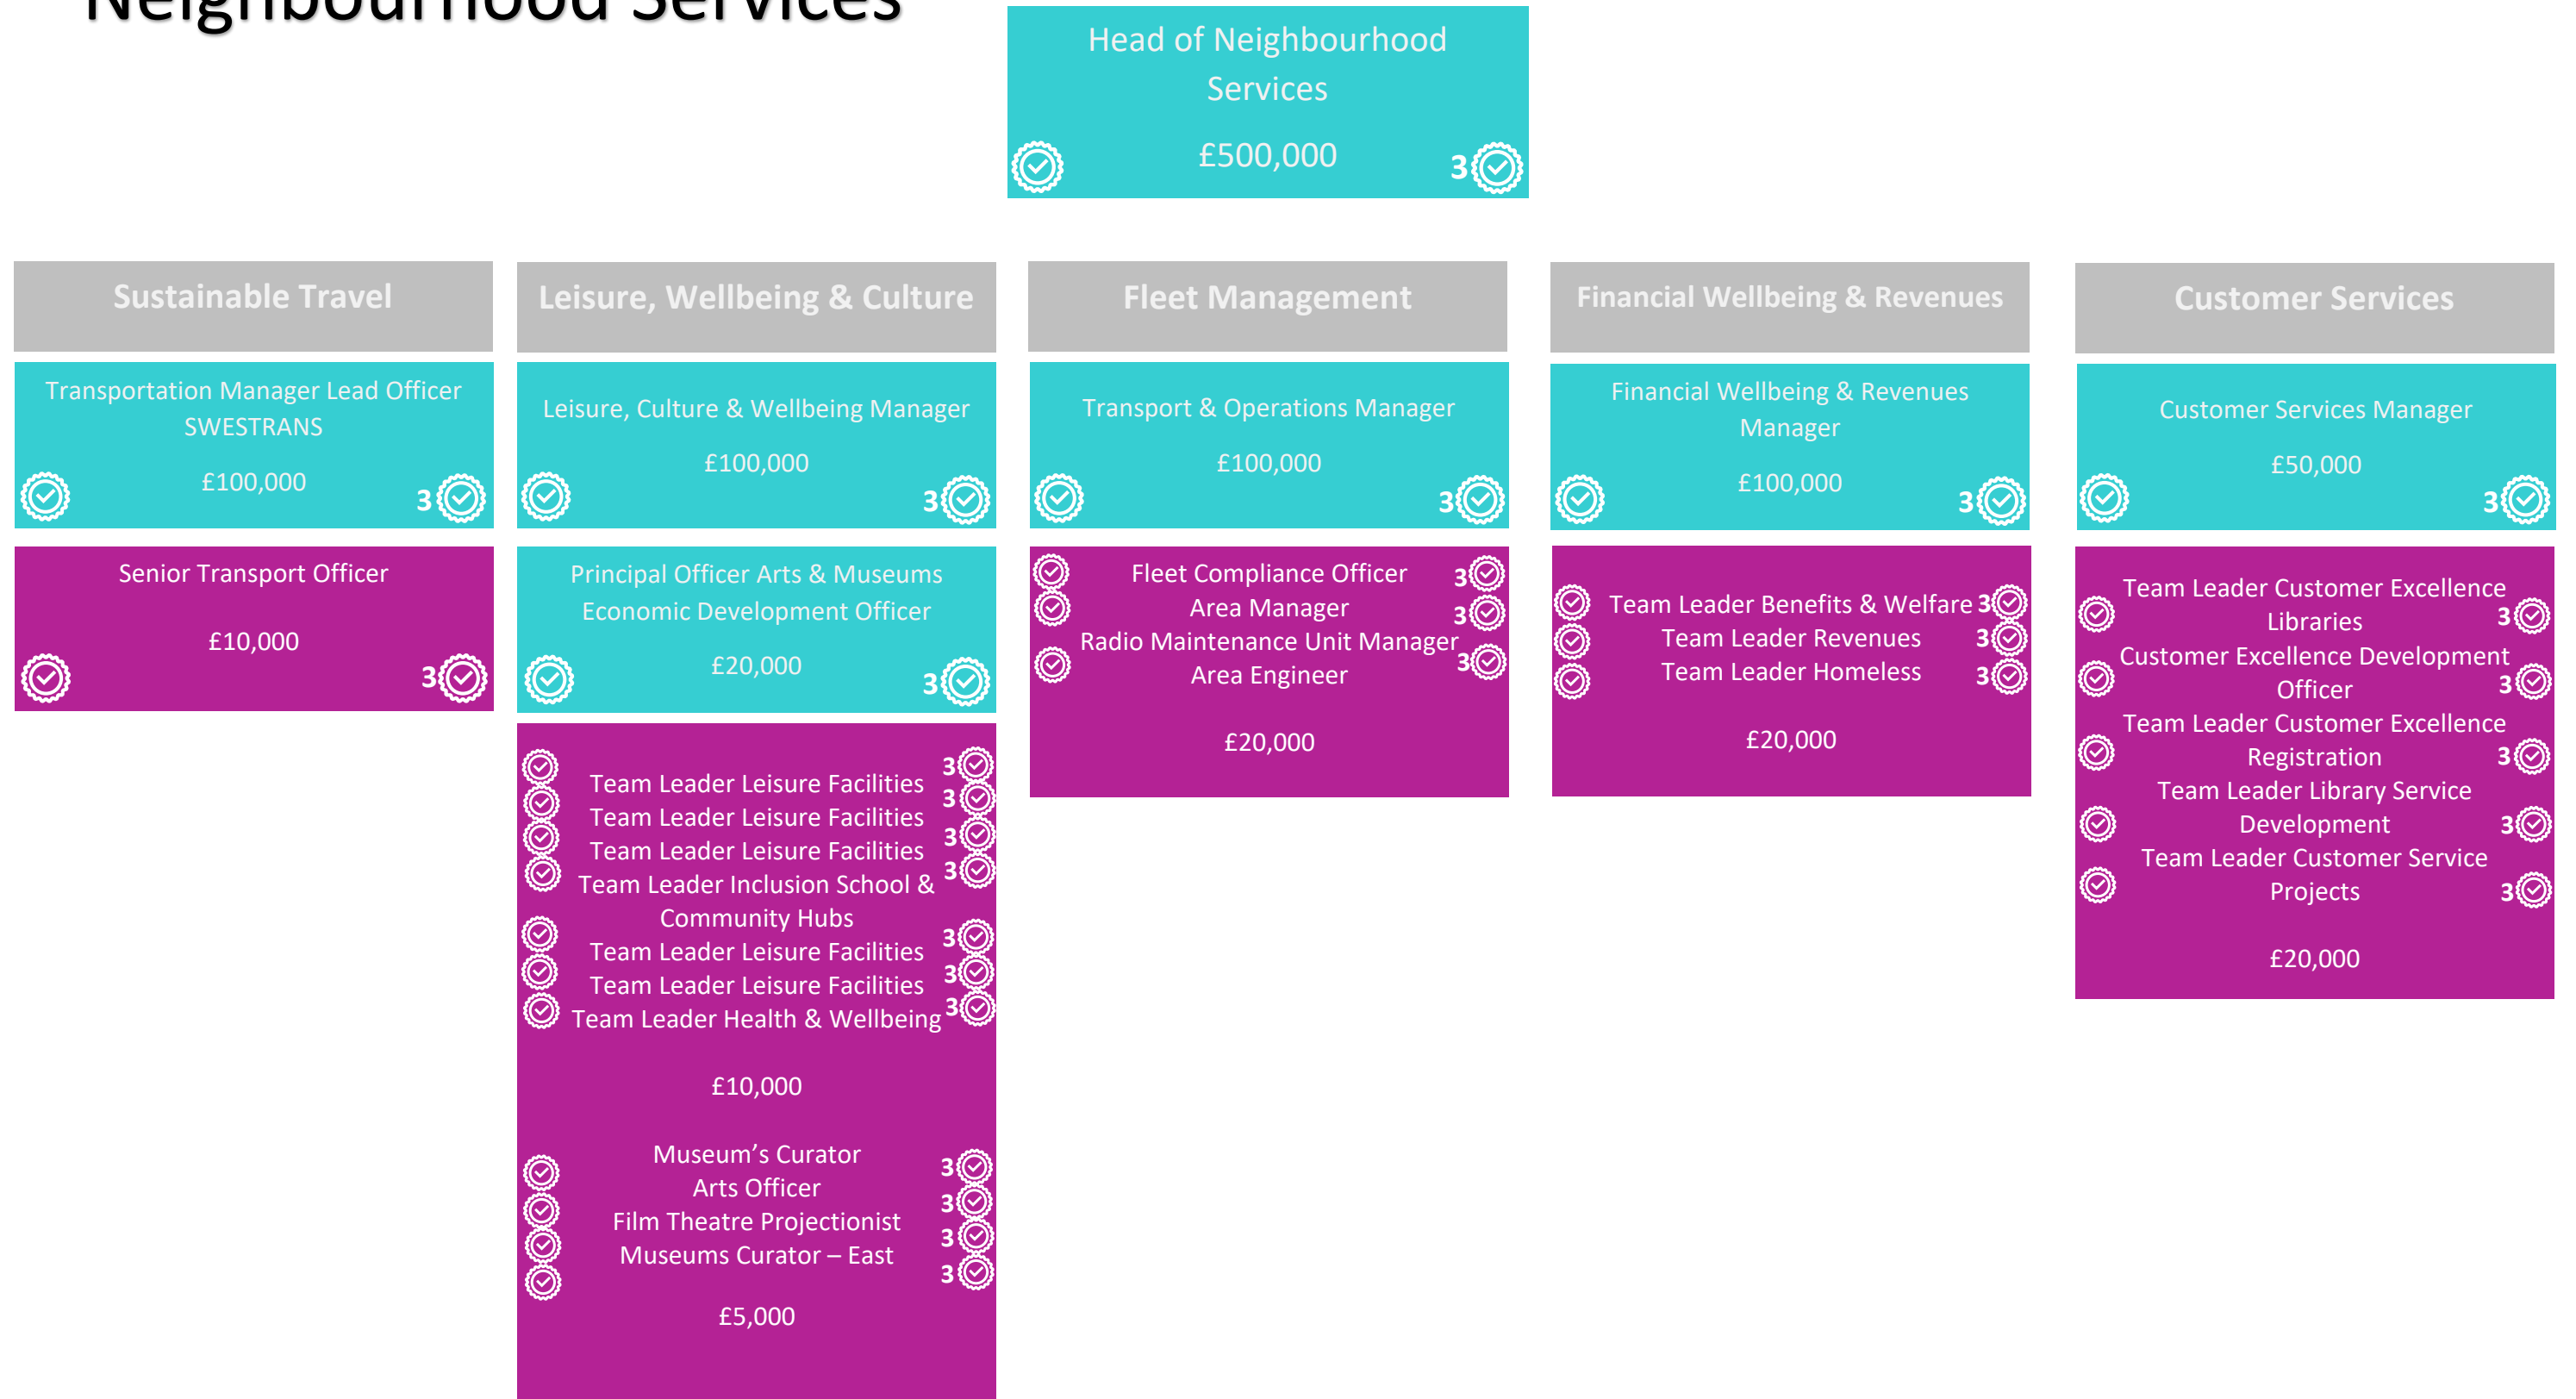 Neighbourhood Services
Head of Neighbourhood
Services
£500,000
3
Sustainable Travel
Transportation Manager Lead Officer
SWESTRANS
£100,000
3
Senior Transport Officer
£10,000
3
Leisure, Wellbeing & Culture
Leisure, Culture & Wellbeing Manager
£100,000
3
Principal Officer Arts & Museums
Economic Development Officer
£20,000
3
Team Leader Leisure Facilities 3
Team Leader Leisure Facilities 3
Team Leader Leisure Facilities 3
Team Leader Inclusion School & 3
Community Hubs
Team Leader Leisure Facilities 3
Team Leader Leisure Facilities 3
Team Leader Health & Wellbeing 3
£10,000
Museum’s Curator 3
Arts Officer 3
Film Theatre Projectionist 3
Museums Curator – East 3
£5,000
Fleet Management
Transport & Operations Manager
£100,000
3
Fleet Compliance Officer 3
Area Manager 3
Radio Maintenance Unit Manager 3
Area Engineer
£20,000
Financial Wellbeing & Revenues
Financial Wellbeing & Revenues
Manager
£100,000
3
Team Leader Benefits & Welfare 3
Team Leader Revenues 3
Team Leader Homeless 3
£20,000
Customer Services
Customer Services Manager
£50,000
3
Team Leader Customer Excellence
Libraries 3
Customer Excellence Development
Officer 3
Team Leader Customer Excellence
Registration 3
Team Leader Library Service
Development 3
Team Leader Customer Service
Projects 3
£20,000